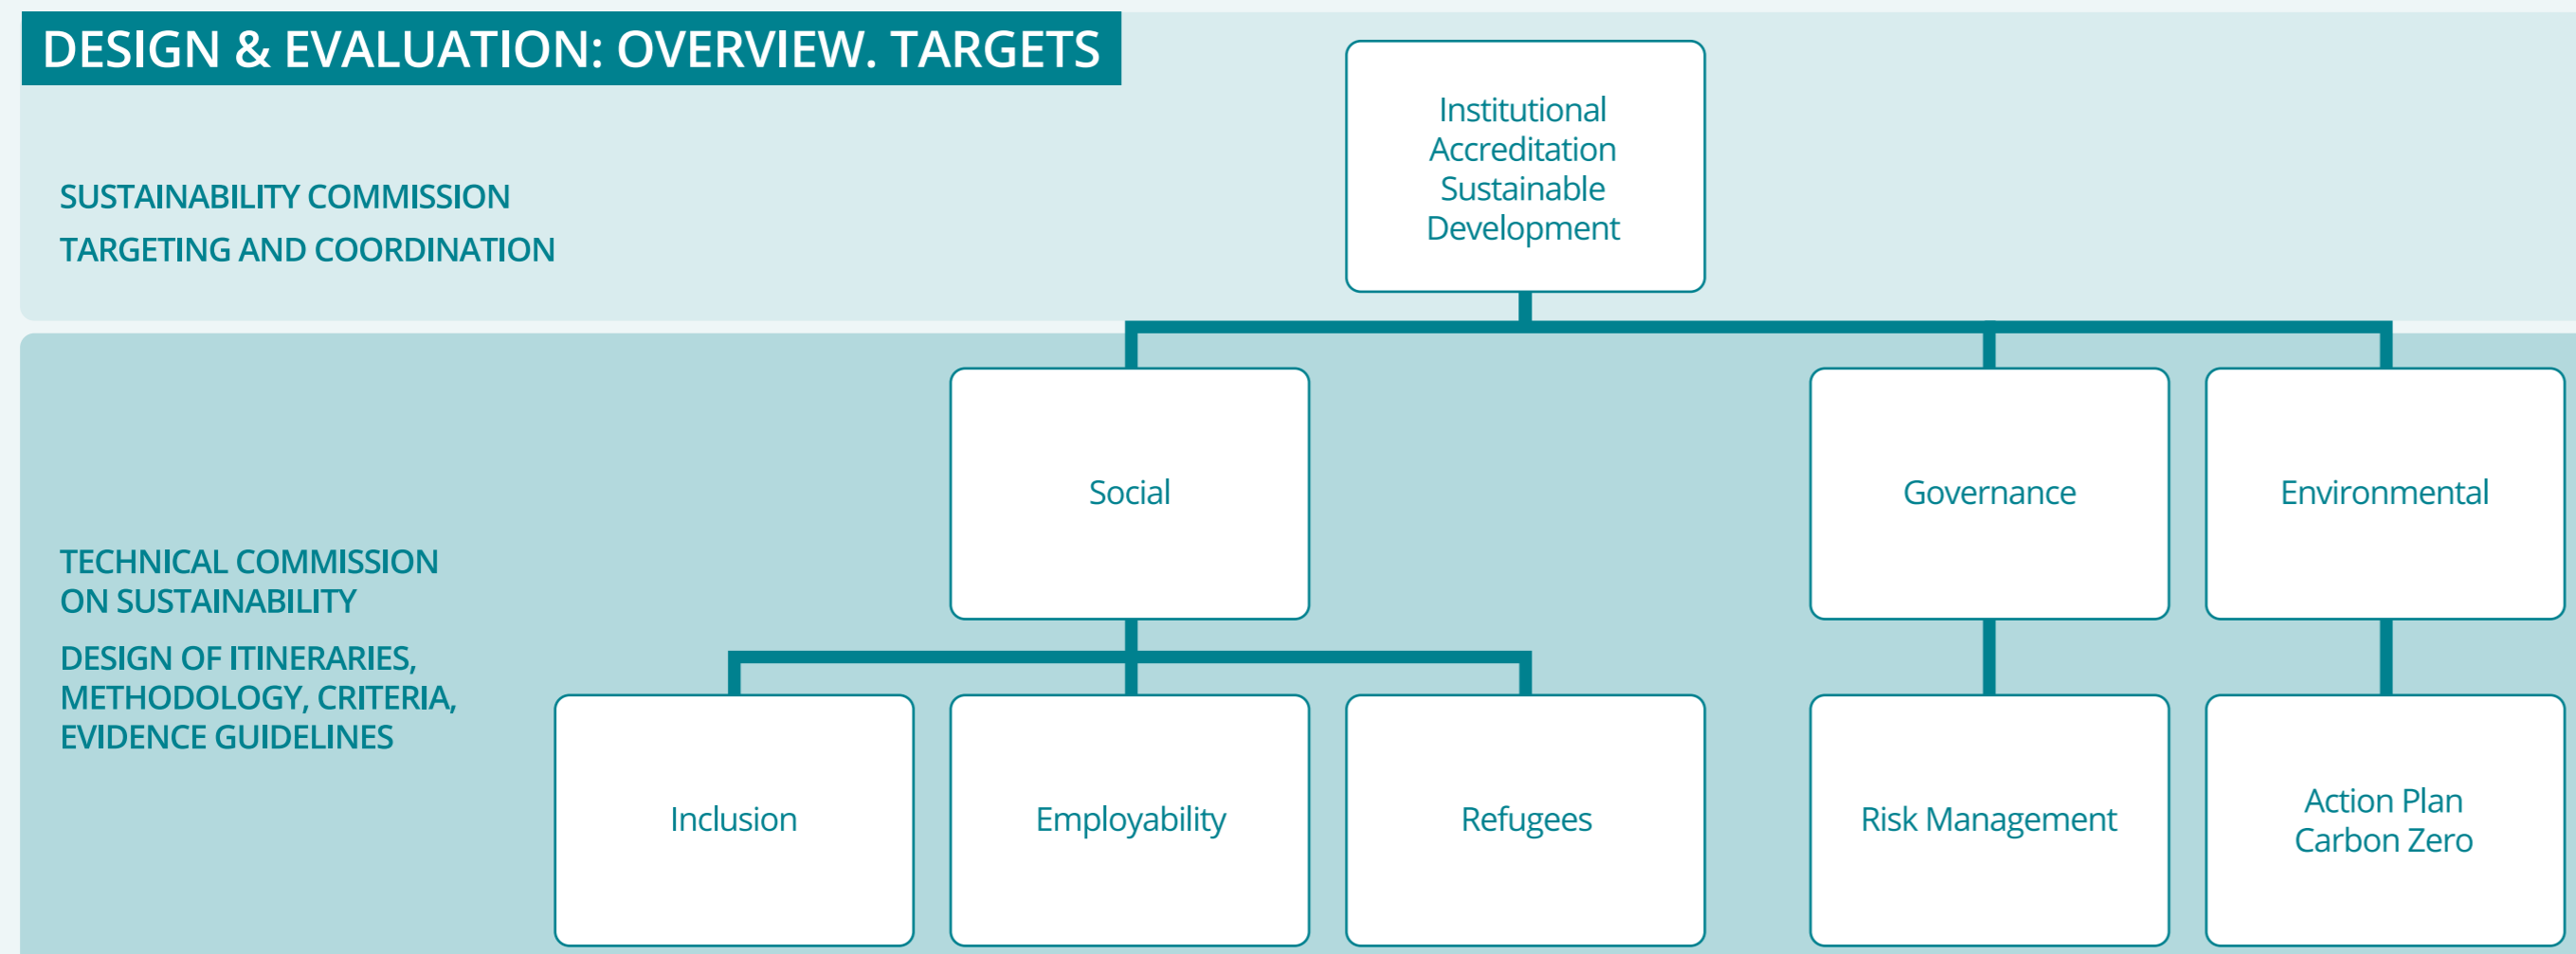 DESIGN & EVALUATION: OVERVIEW. TARGETS
Institutional
Accreditation
Sustainable
Development
SUSTAINABILITY COMMISSION
TARGETING AND COORDINATION
Social
Governance
Environmental
TECHNICAL COMMISSION
ON SUSTAINABILITY
DESIGN OF ITINERARIES,
METHODOLOGY, CRITERIA,
EVIDENCE GUIDELINES
Inclusion
Employability
Refugees
Risk Management
Action Plan
Carbon Zero